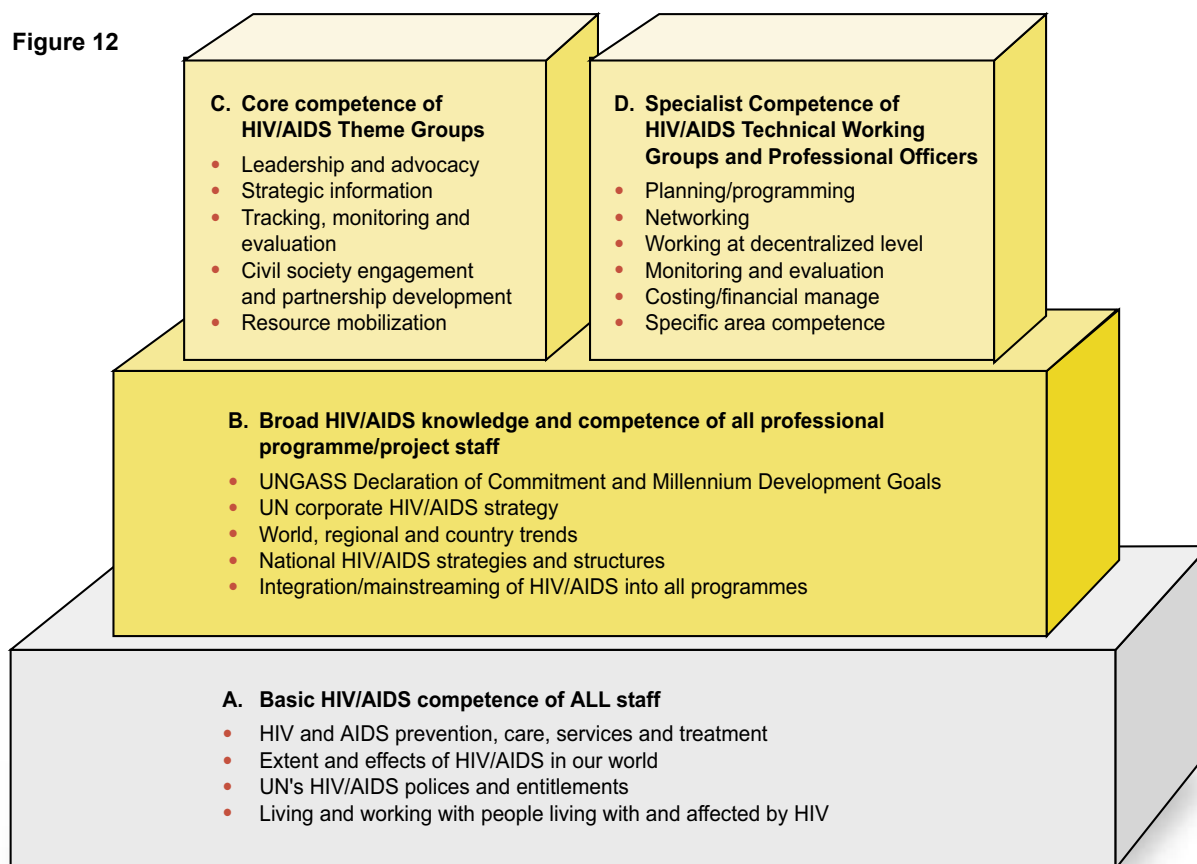 Figure 12
C. Core competence of
HIV/AIDS Theme Groups
• Leadership and advocacy
• Strategic information
• Tracking, monitoring and
evaluation
• Civil society engagement
and partnership development
• Resource mobilization
D. Specialist Competence of
HIV/AIDS Technical Working
Groups and Professional Officers
• Planning/programming
• Networking
• Working at decentralized level
• Monitoring and evaluation
• Costing/financial manage
• Specific area competence
B. Broad HIV/AIDS knowledge and competence of all professional
programme/project staff
• UNGASS Declaration of Commitment and Millennium Development Goals
• UN corporate HIV/AIDS strategy
• World, regional and country trends
• National HIV/AIDS strategies and structures
• Integration/mainstreaming of HIV/AIDS into all programmes
A. Basic HIV/AIDS competence of ALL staff
• HIV and AIDS prevention, care, services and treatment
• Extent and effects of HIV/AIDS in our world
• UN's HIV/AIDS polices and entitlements
• Living and working with people living with and affected by HIV